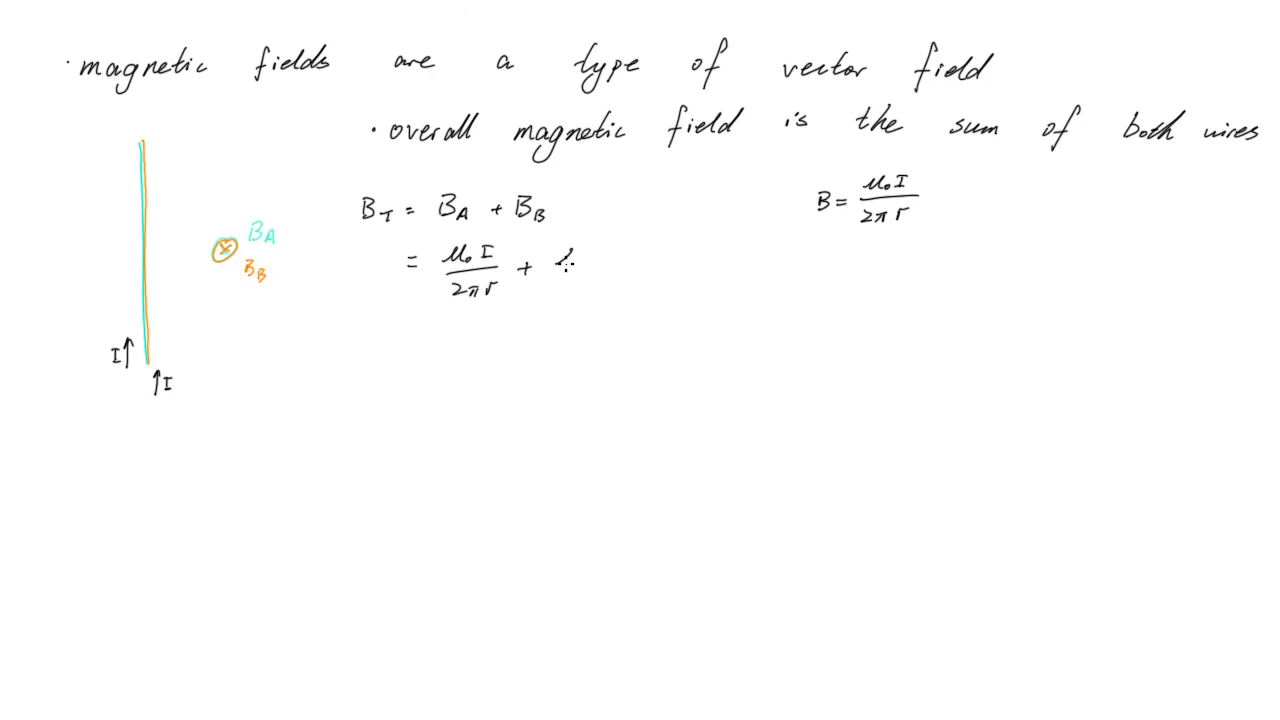 · magnetic fields are a type of vector field
· overall magnetic field is the sum of both wires
B_T = B_A + B_B
B = μ₀I / 2πr
= μ₀I / 2πr +
B_A
B_B
I↑
↑I